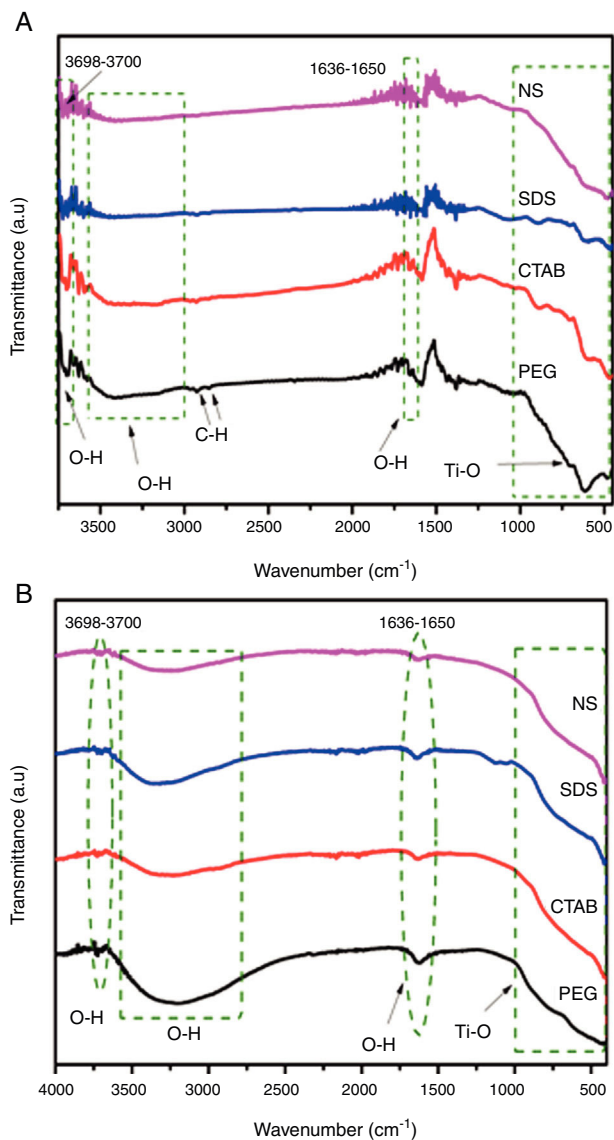 A
3698-3700
1636-1650
NS
SDS
CTAB
PEG
C-H
O-H
O-H
O-H
Ti-O
Transmittance (a.u)
3500 3000 2500 2000 1500 1000 500
Wavenumber (cm⁻¹)
B
3698-3700
1636-1650
NS
SDS
CTAB
PEG
O-H
O-H
O-H
Ti-O
Transmittance (a.u)
4000 3500 3000 2500 2000 1500 1000 500
Wavenumber (cm⁻¹)